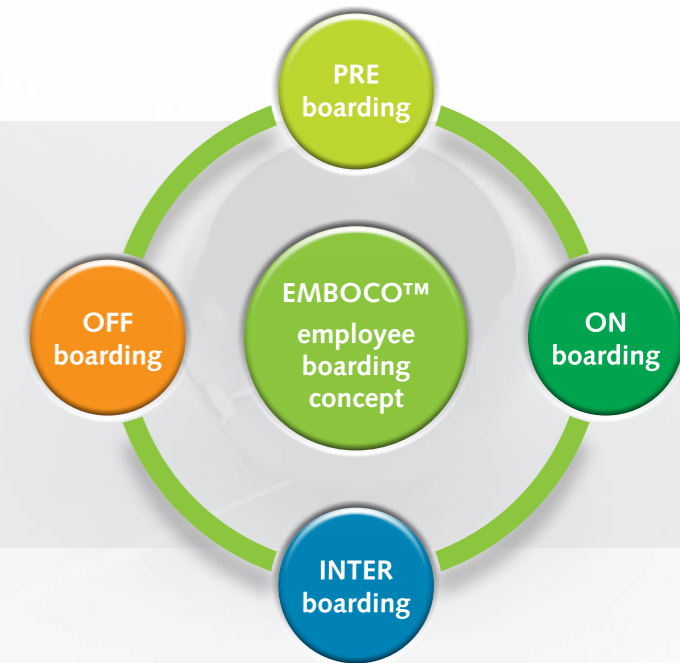 PRE
boarding
EMBOCO™
employee
boarding
concept
OFF
boarding
ON
boarding
INTER
boarding